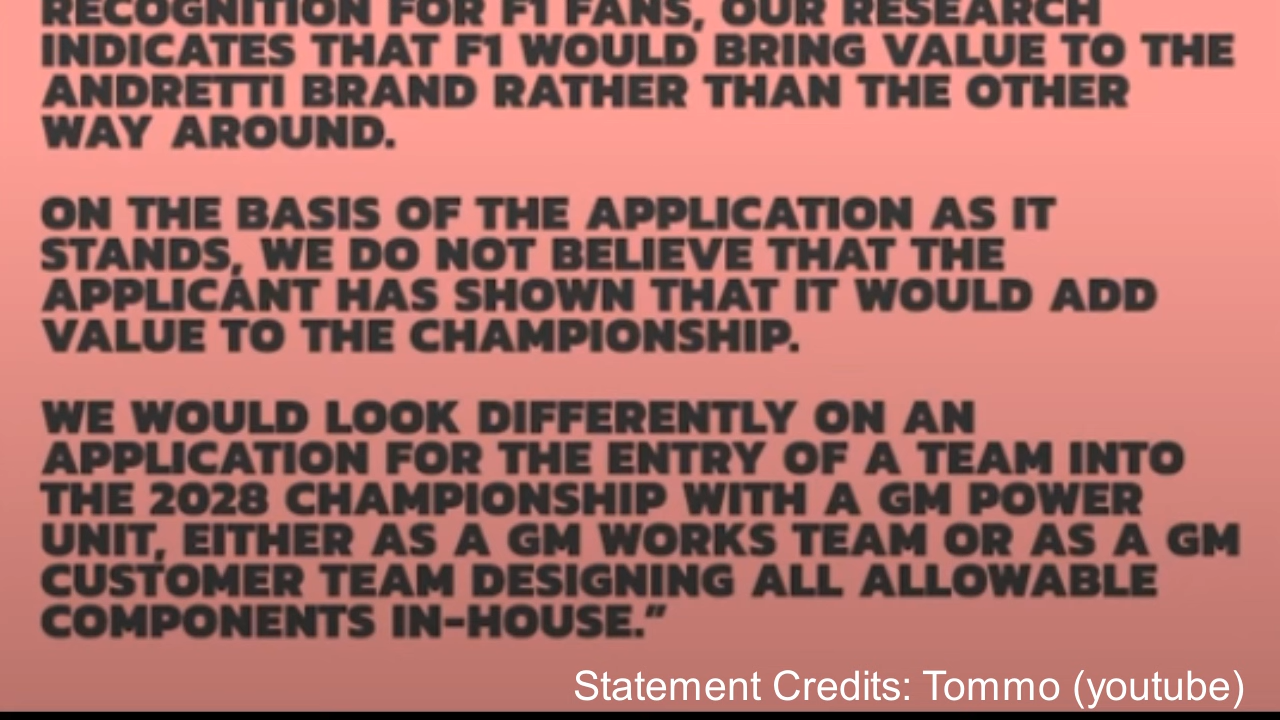 RECOGNITION FOR F1 FANS, OUR RESEARCH
INDICATES THAT F1 WOULD BRING VALUE TO THE
ANDRETTI BRAND RATHER THAN THE OTHER
WAY AROUND.
ON THE BASIS OF THE APPLICATION AS IT
STANDS, WE DO NOT BELIEVE THAT THE
APPLICANT HAS SHOWN THAT IT WOULD ADD
VALUE TO THE CHAMPIONSHIP.
WE WOULD LOOK DIFFERENTLY ON AN
APPLICATION FOR THE ENTRY OF A TEAM INTO
THE 2028 CHAMPIONSHIP WITH A GM POWER
UNIT, EITHER AS A GM WORKS TEAM OR AS A GM
CUSTOMER TEAM DESIGNING ALL ALLOWABLE
COMPONENTS IN-HOUSE.”
Statement Credits: Tommo (youtube)